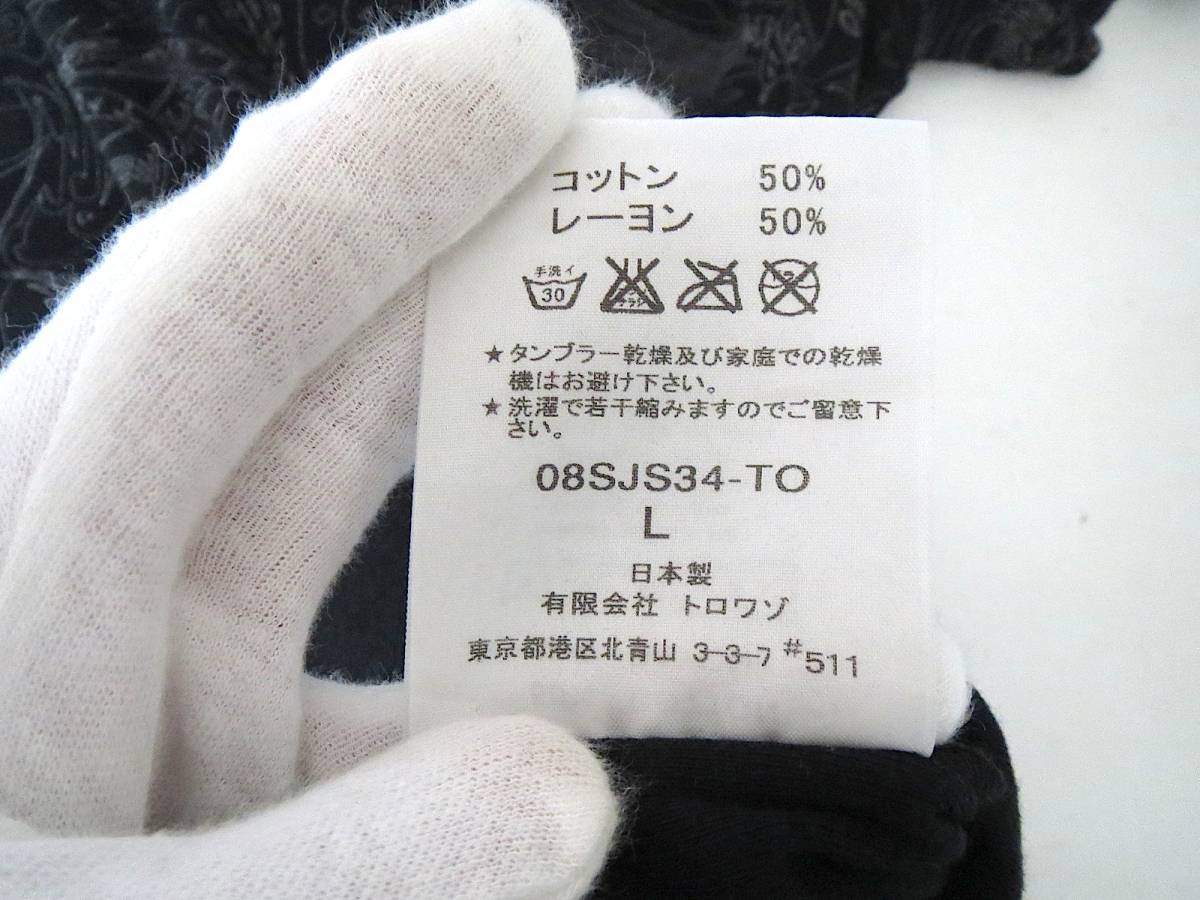 コットン 50%
レーヨン 50%
手洗イ
30
★タンブラー乾燥及び家庭での乾燥
機はお避け下さい。
★洗濯で若干縮みますのでご留意下
さい。
08SJS34-TO
L
日本製
有限会社 トロワゾ
東京都港区北青山 3-3-7 #511